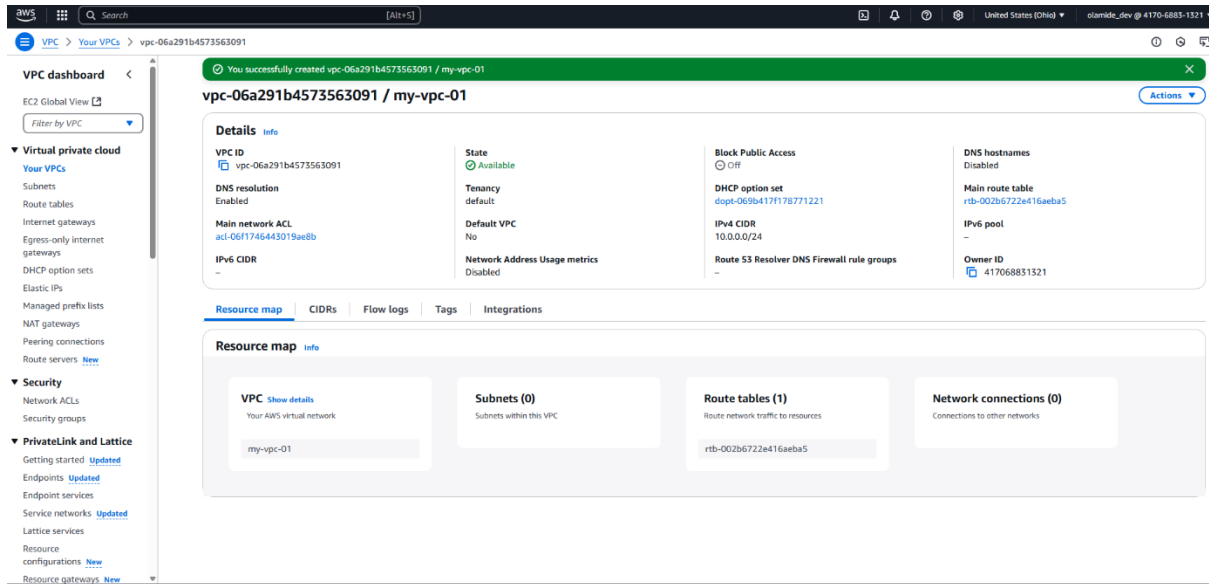 aws
Search [Alt+S]
United States (Ohio) ▼ olamide_dev @ 4170-6883-1321
VPC > Your VPCs > vpc-06a291b4573563091
VPC dashboard
EC2 Global View
Filter by VPC
Virtual private cloud
Your VPCs
Subnets
Route tables
Internet gateways
Egress-only internet
gateways
DHCP option sets
Elastic IPs
Managed prefix lists
NAT gateways
Peering connections
Route servers New
Security
Network ACLs
Security groups
PrivateLink and Lattice
Getting started Updated
Endpoints Updated
Endpoint services
Service networks Updated
Lattice services
Resource
configurations New
Resource gateways New
You successfully created vpc-06a291b4573563091 / my-vpc-01
vpc-06a291b4573563091 / my-vpc-01
Actions
Details Info
VPC ID
vpc-06a291b4573563091
State
Available
Block Public Access
Off
DNS hostnames
Disabled
DNS resolution
Enabled
Tenancy
default
DHCP option set
dopt-069b417f178771221
Main route table
rtb-002b6722e416aeba5
Main network ACL
acl-06f1746443019ae8b
Default VPC
No
IPv4 CIDR
10.0.0.0/24
IPv6 pool
–
IPv6 CIDR
–
Network Address Usage metrics
Disabled
Route 53 Resolver DNS Firewall rule groups
–
Owner ID
417068831321
Resource map CIDRs Flow logs Tags Integrations
Resource map Info
VPC Show details
Your AWS virtual network
my-vpc-01
Subnets (0)
Subnets within this VPC
Route tables (1)
Route network traffic to resources
rtb-002b6722e416aeba5
Network connections (0)
Connections to other networks